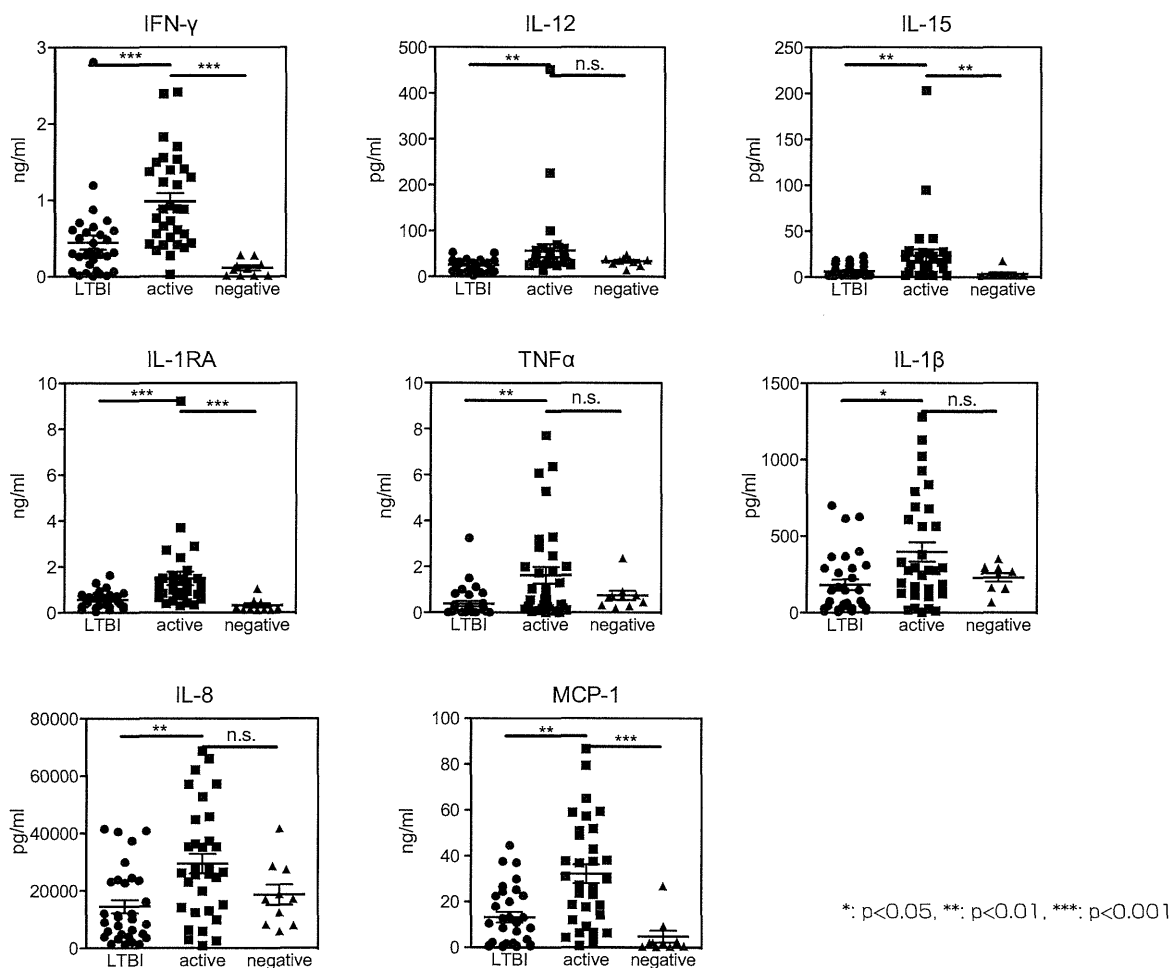 IFN-γ
IL-12
IL-15
3
2
1
0
ng/ml
***
***
LTBI
active
negative
500
400
300
200
100
0
pg/ml
**
n.s.
LTBI
active
negative
250
200
150
100
50
0
pg/ml
**
**
LTBI
active
negative
IL-1RA
TNFα
IL-1β
10
8
6
4
2
0
ng/ml
***
***
LTBI
active
negative
10
8
6
4
2
0
ng/ml
**
n.s.
LTBI
active
negative
1500
1000
500
0
pg/ml
*
n.s.
LTBI
active
negative
IL-8
MCP-1
80000
60000
40000
20000
0
pg/ml
**
n.s.
LTBI
active
negative
100
80
60
40
20
0
ng/ml
**
***
LTBI
active
negative
*: p<0.05, **: p<0.01, ***: p<0.001